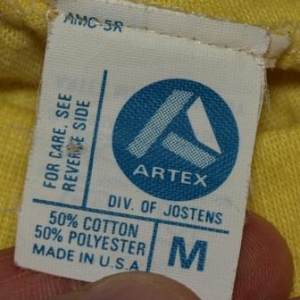 AMC-5R
FOR CARE, SEE
REVERSE SIDE
ARTEX
DIV. OF JOSTENS
50% COTTON
50% POLYESTER
MADE IN U.S.A
M